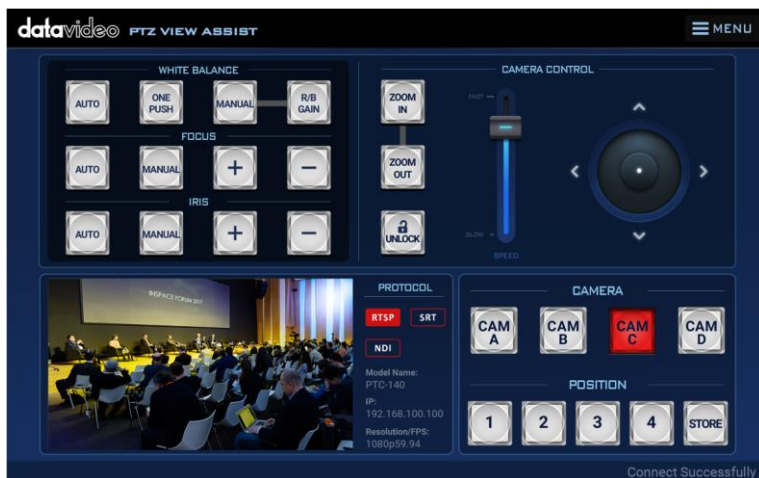 datavideo PTZ VIEW ASSIST
MENU
WHITE BALANCE
AUTO
ONE
PUSH
MANUAL
R/B
GAIN
FOCUS
AUTO
MANUAL
+
−
IRIS
AUTO
MANUAL
+
−
CAMERA CONTROL
ZOOM
IN
ZOOM
OUT
UNLOCK
FAST
SLOW
SPEED
INSPACE FORUM 2017
PROTOCOL
RTSP
SRT
NDI
Model Name:
PTC-140
IP:
192.168.100.100
Resolution/FPS:
1080p59.94
CAMERA
CAM
A
CAM
B
CAM
C
CAM
D
POSITION
1
2
3
4
STORE
Connect Successfully